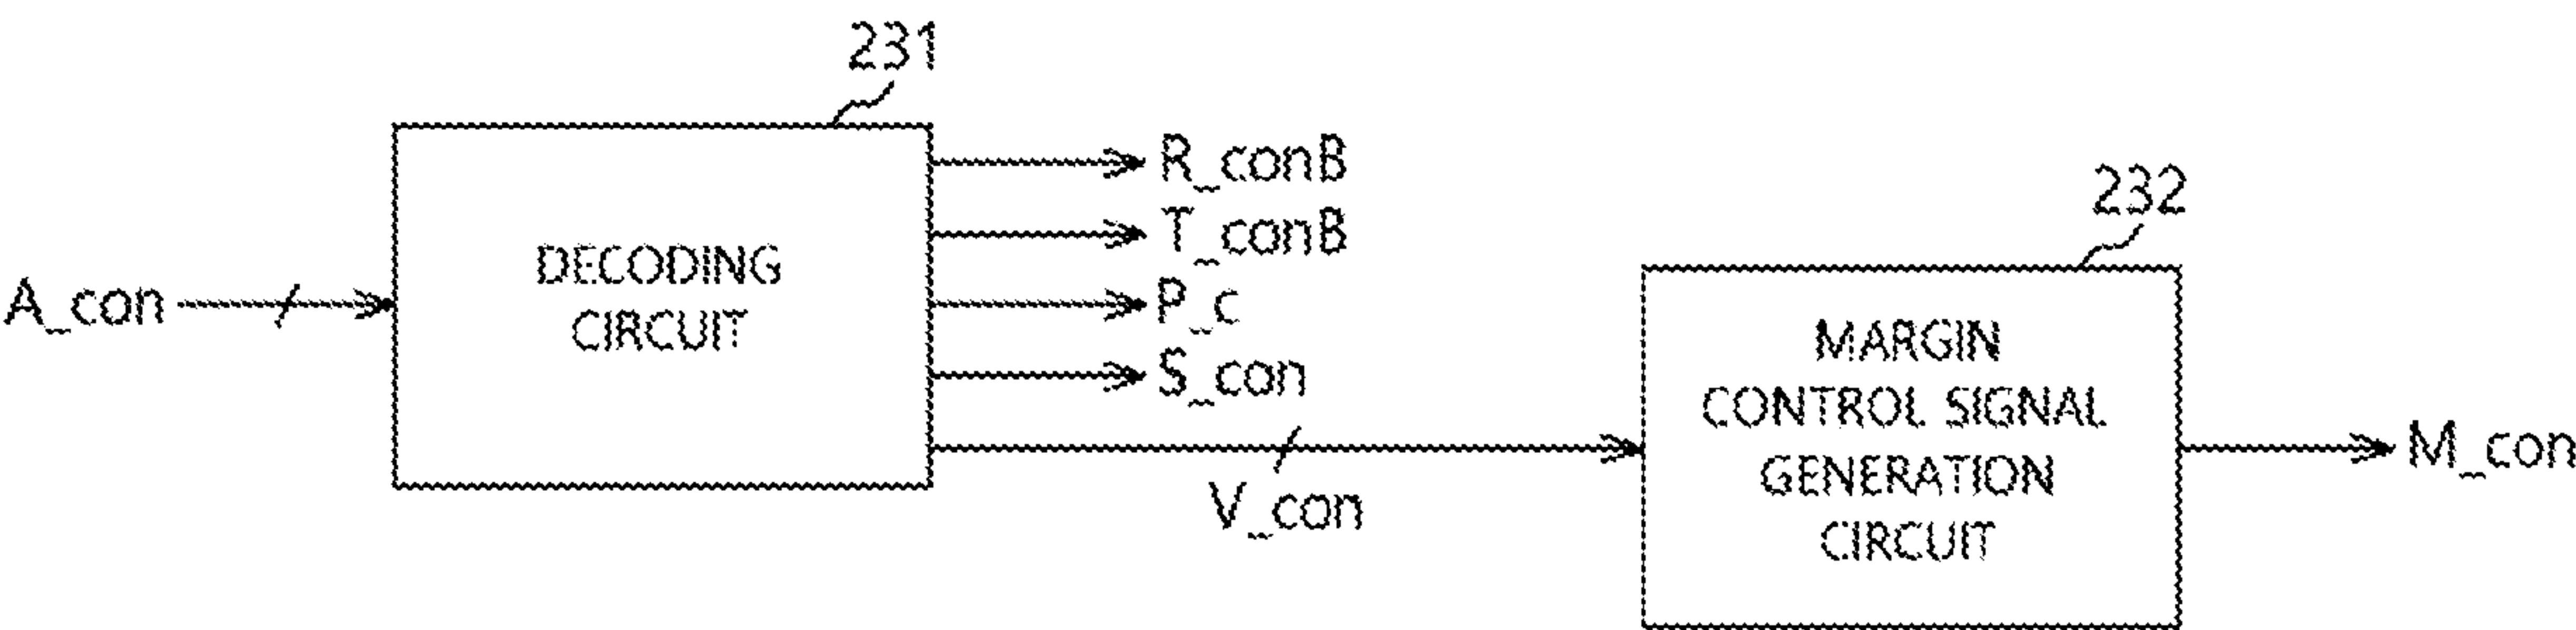 231
R_conB
T_conB
232
A_con
DECODING
CIRCUIT
P_c
S_con
V_con
MARGIN
CONTROL SIGNAL
GENERATION
CIRCUIT
M_con